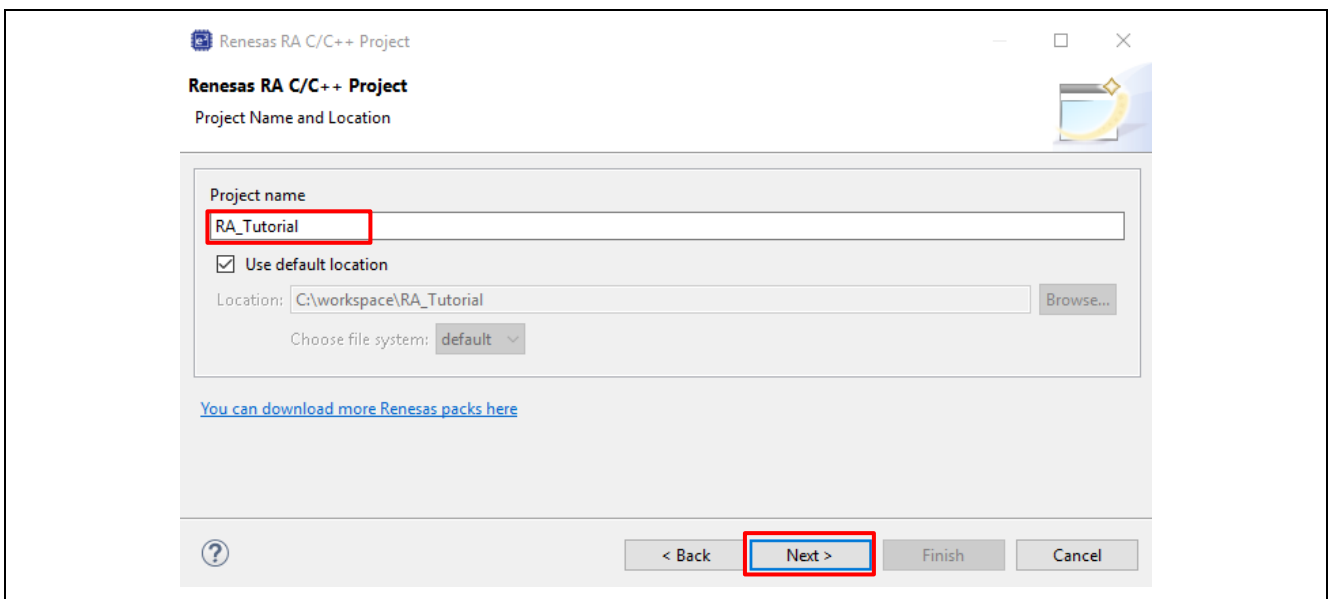 Renesas RA C/C++ Project
Renesas RA C/C++ Project
Project Name and Location
Project name
RA_Tutorial
Use default location
Location: C:\workspace\RA_Tutorial Browse...
Choose file system: default
You can download more Renesas packs here
? < Back Next > Finish Cancel